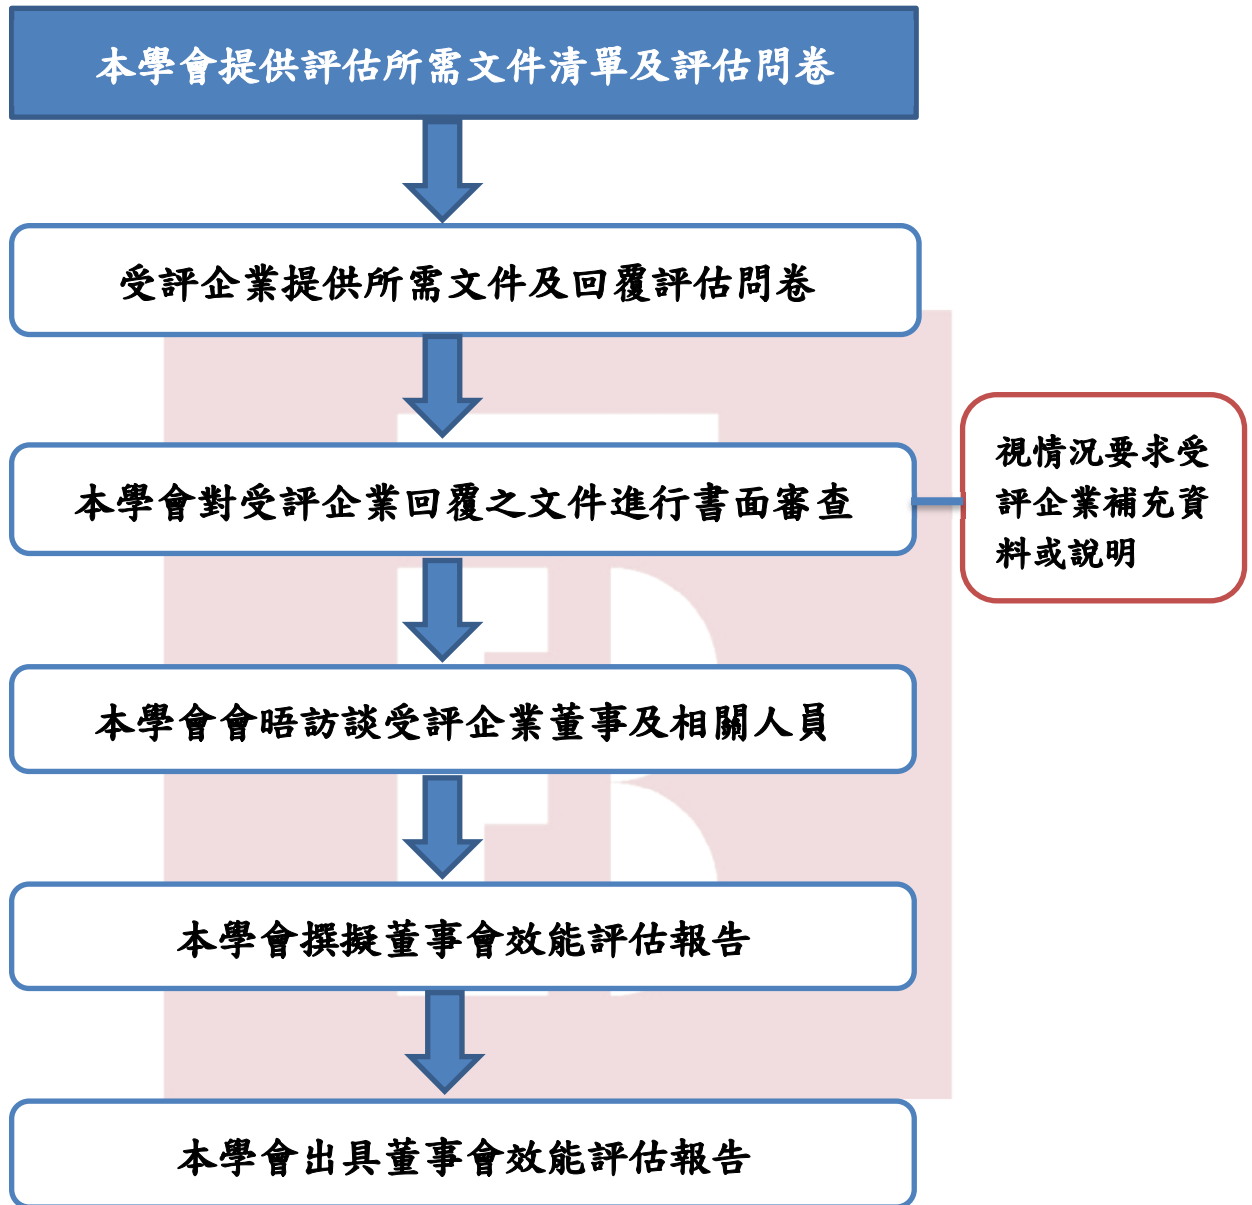 本學會提供評估所需文件清單及評估問卷
受評企業提供所需文件及回覆評估問卷
本學會對受評企業回覆之文件進行書面審查
視情況要求受
評企業補充資
料或說明
本學會會晤訪談受評企業董事及相關人員
本學會撰擬董事會效能評估報告
本學會出具董事會效能評估報告